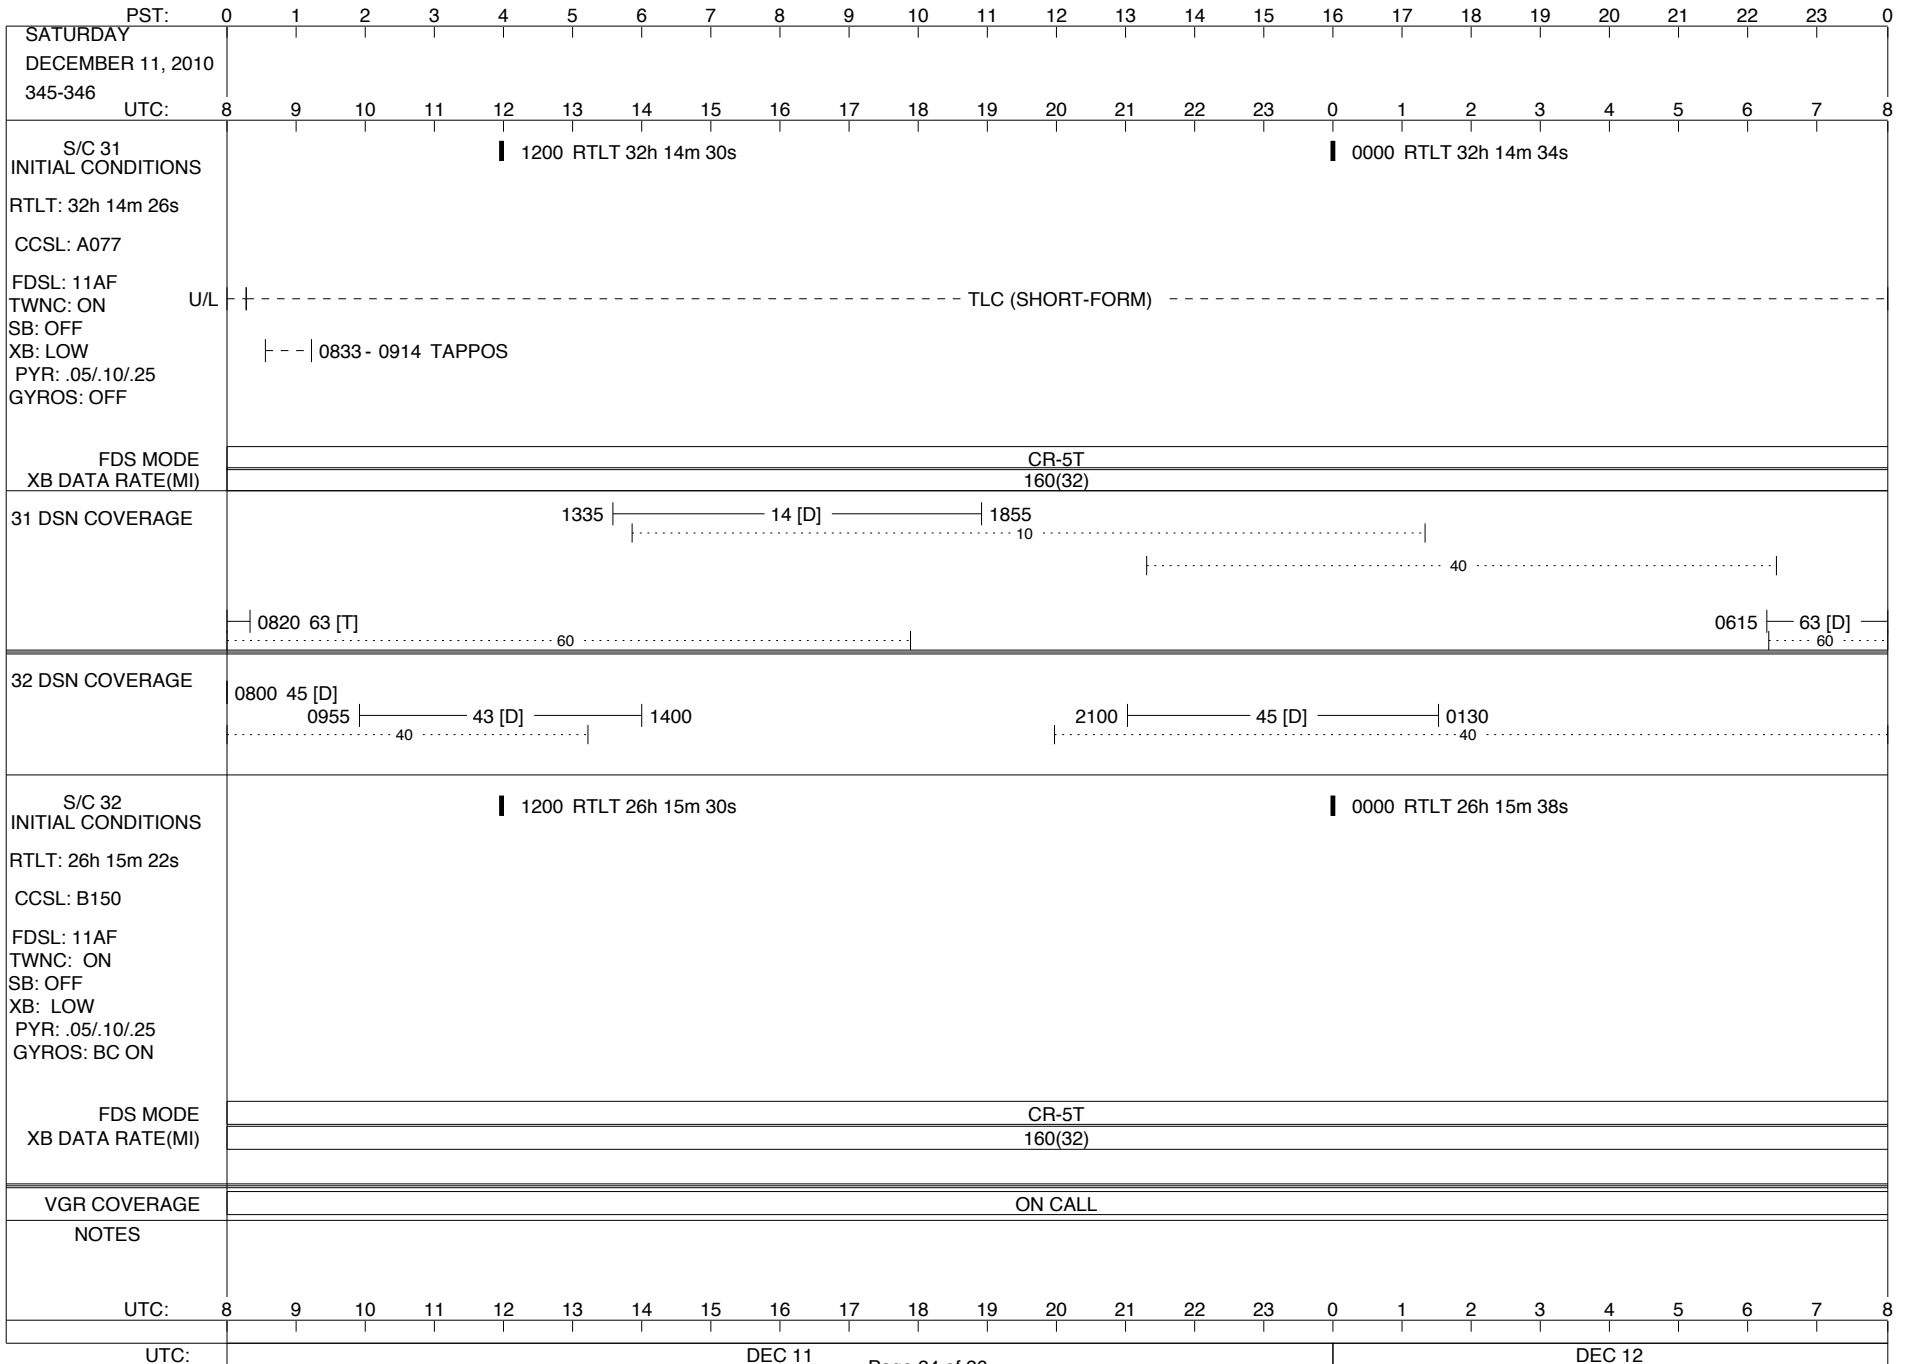 PST: 0 1 2 3 4 5 6 7 8 9 10 11 12 13 14 15 16 17 18 19 20 21 22 23 0
SATURDAY
DECEMBER 11, 2010
345-346
UTC: 8 9 10 11 12 13 14 15 16 17 18 19 20 21 22 23 0 1 2 3 4 5 6 7 8
S/C 31
INITIAL CONDITIONS
1200 RTLT 32h 14m 30s
0000 RTLT 32h 14m 34s
RTLT: 32h 14m 26s
CCSL: A077
FDSL: 11AF
TWNC: ON
U/L
TLC (SHORT-FORM)
SB: OFF
XB: LOW
0833 - 0914 TAPPOS
PYR: .05/.10/.25
GYROS: OFF
FDS MODE
CR-5T
XB DATA RATE(MI)
160(32)
31 DSN COVERAGE
1335 14 [D] 1855
10
40
0820 63 [T]
0615 63 [D]
60
60
32 DSN COVERAGE
0800 45 [D]
0955 43 [D] 1400
2100 45 [D] 0130
40
40
S/C 32
INITIAL CONDITIONS
1200 RTLT 26h 15m 30s
0000 RTLT 26h 15m 38s
RTLT: 26h 15m 22s
CCSL: B150
FDSL: 11AF
TWNC: ON
SB: OFF
XB: LOW
PYR: .05/.10/.25
GYROS: BC ON
FDS MODE
CR-5T
XB DATA RATE(MI)
160(32)
VGR COVERAGE
ON CALL
NOTES
UTC: 8 9 10 11 12 13 14 15 16 17 18 19 20 21 22 23 0 1 2 3 4 5 6 7 8
UTC: DEC 11 DEC 12